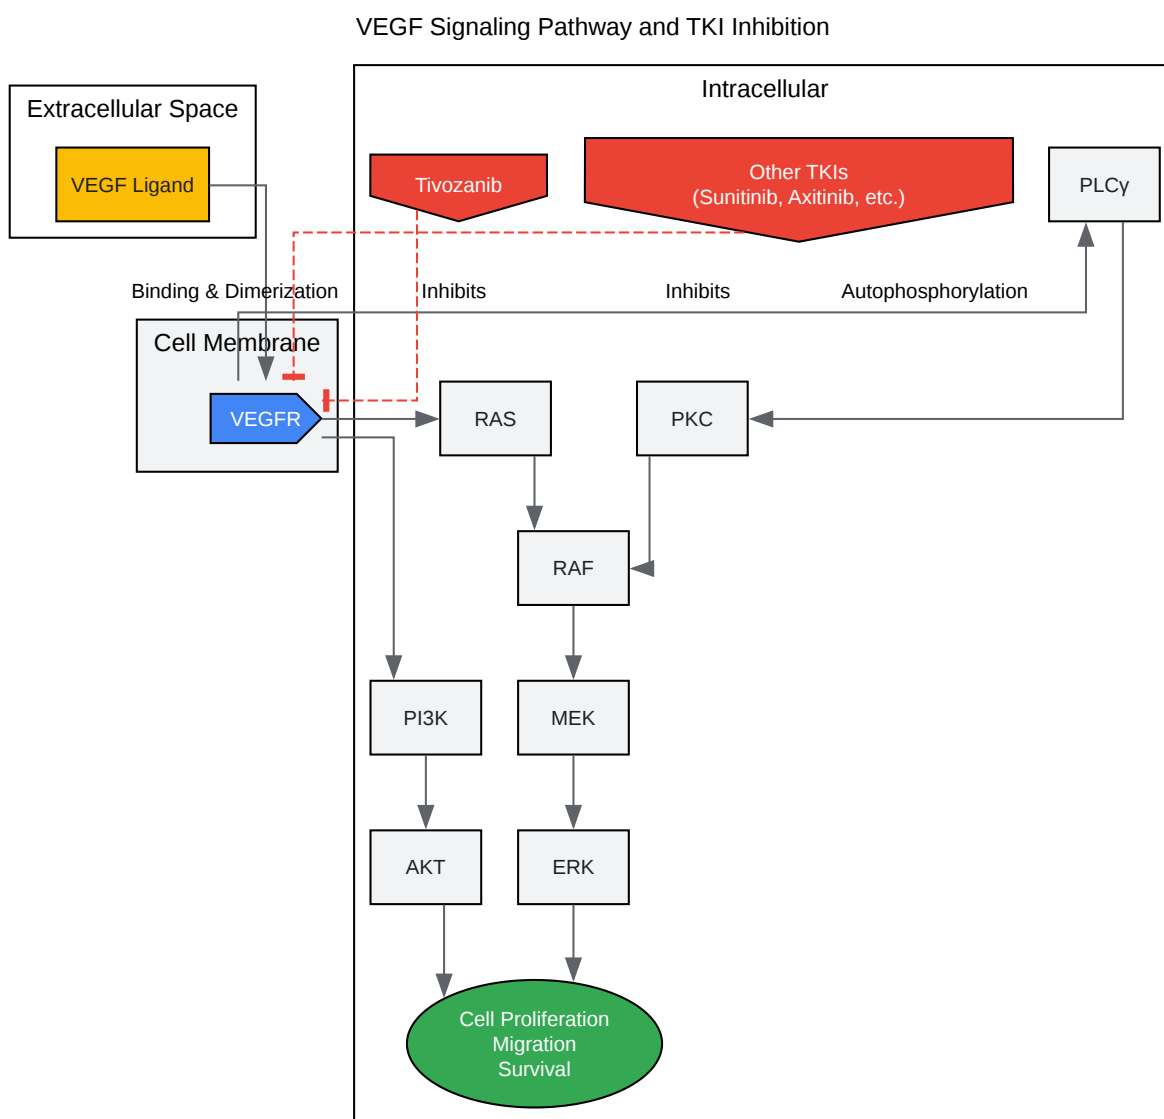 VEGF Signaling Pathway and TKI Inhibition
Extracellular Space
VEGF Ligand
Intracellular
Tivozanib
Other TKIs
(Sunitinib, Axitinib, etc.)
PLCγ
Binding & Dimerization
Inhibits
Inhibits
Autophosphorylation
Cell Membrane
VEGFR
RAS
PKC
RAF
PI3K
MEK
AKT
ERK
Cell Proliferation
Migration
Survival